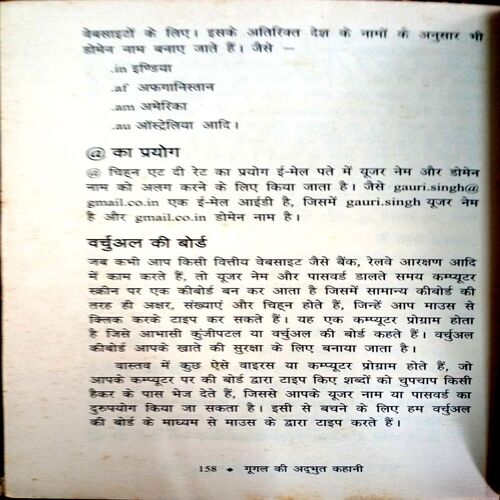 वेबसाइटों के लिए। इसके अतिरिक्त देश के नामों के अनुसार भी
डोमेन नाम बनाए जाते हैं। जैसे —
.in इण्डिया
.af अफगानिस्तान
.am अमेरिका
.au ऑस्ट्रेलिया आदि।
@ का प्रयोग
@ चिह्न एट दी रेट का प्रयोग ई-मेल पते में यूजर नेम और डोमेन
नाम को अलग करने के लिए किया जाता है। जैसे gauri.singh@
gmail.co.in एक ई-मेल आईडी है, जिसमें gauri.singh यूजर नेम
है और gmail.co.in डोमेन नाम है।
वर्चुअल की बोर्ड
जब कभी आप किसी वित्तीय वेबसाइट जैसे बैंक, रेलवे आरक्षण आदि
में काम करते हैं, तो यूजर नेम और पासवर्ड डालते समय कम्प्यूटर
स्क्रीन पर एक कीबोर्ड बन कर आता है जिसमें सामान्य कीबोर्ड की
तरह ही अक्षर, संख्याएं और चिह्न होते हैं, जिन्हें आप माउस से
क्लिक करके टाइप कर सकते हैं। यह एक कम्प्यूटर प्रोग्राम होता
है जिसे आभासी कुंजीपटल या वर्चुअल की बोर्ड कहते हैं। वर्चुअल
कीबोर्ड आपके खाते की सुरक्षा के लिए बनाया जाता है।
वास्तव में कुछ ऐसे वाइरस या कम्प्यूटर प्रोग्राम होते हैं, जो
आपके कम्प्यूटर पर की बोर्ड द्वारा टाइप किए शब्दों को चुपचाप किसी
हैकर के पास भेज देते हैं, जिससे आपके यूजर नाम या पासवर्ड का
दुरुपयोग किया जा सकता है। इसी से बचने के लिए हम वर्चुअल
की बोर्ड के माध्यम से माउस के द्वारा टाइप करते हैं।
158 ◆ गूगल की अद्भुत कहानी